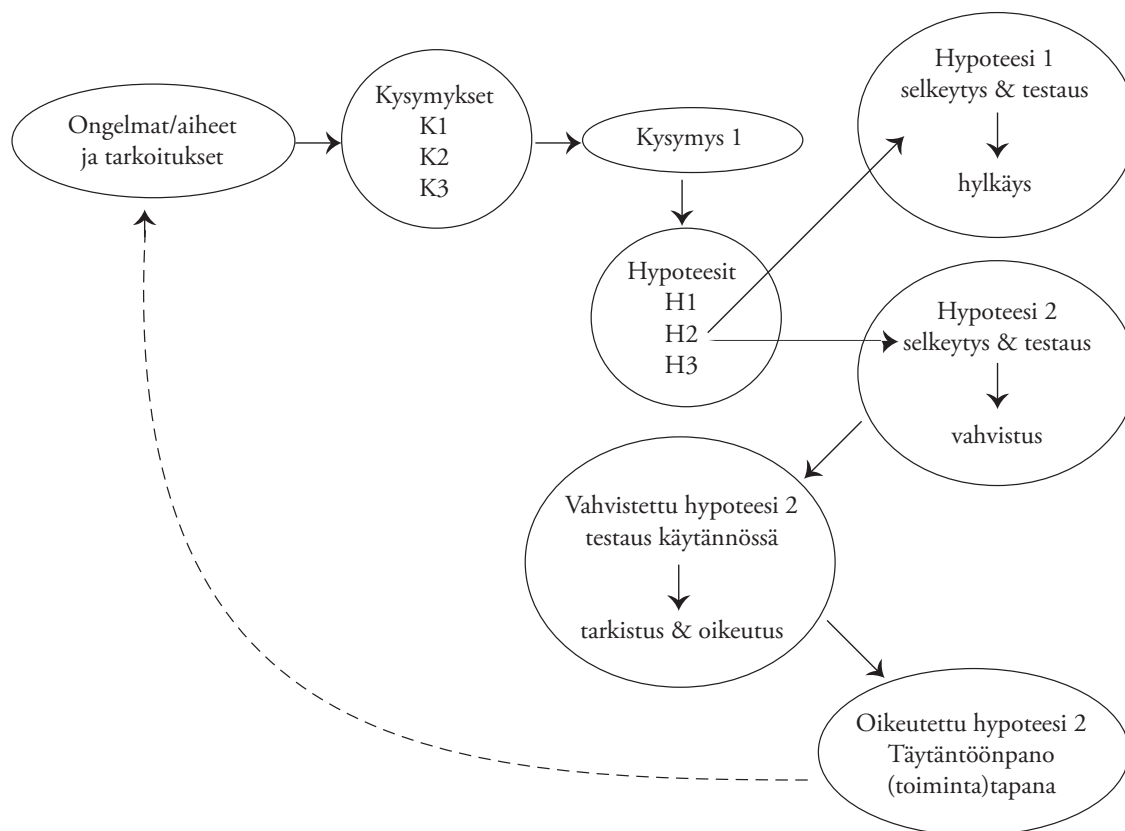 Ongelmat/aiheet
ja tarkoitukset
Kysymykset
K1
K2
K3
Kysymys 1
Hypoteesit
H1
H2
H3
Hypoteesi 1
selkeytys & testaus
hylkäys
Hypoteesi 2
selkeytys & testaus
vahvistus
Vahvistettu hypoteesi 2
testaus käytännössä
tarkistus & oikeutus
Oikeutettu hypoteesi 2
Täytäntöönpano
(toiminta)tapana